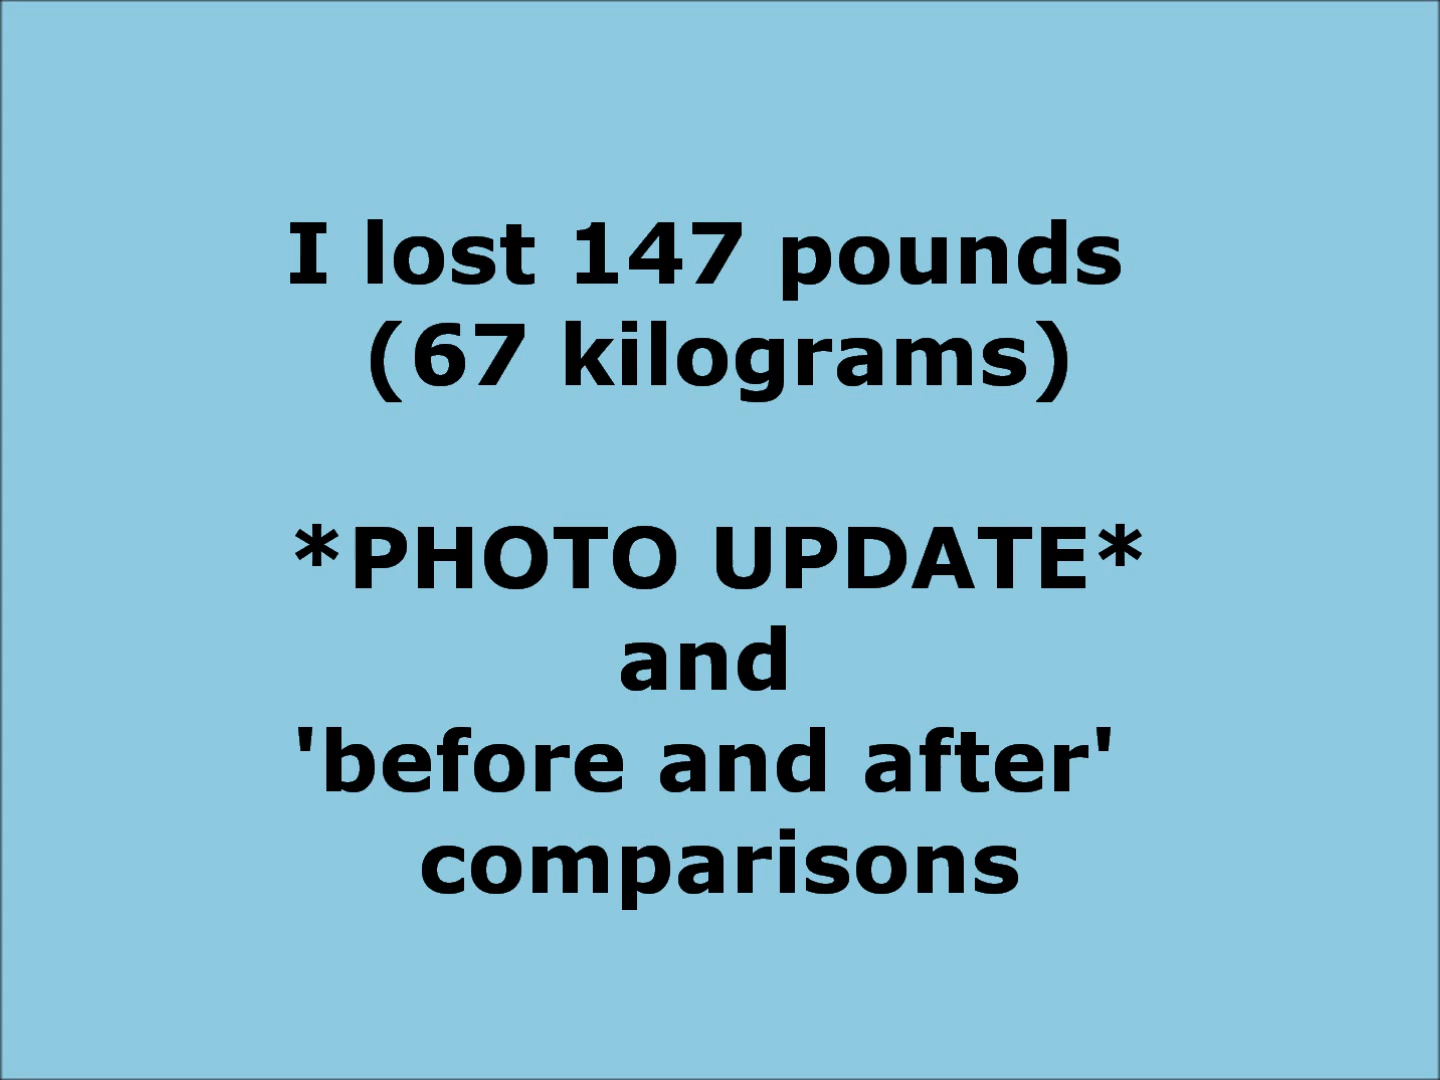 I lost 147 pounds
(67 kilograms)
*PHOTO UPDATE*
and
'before and after'
comparisons